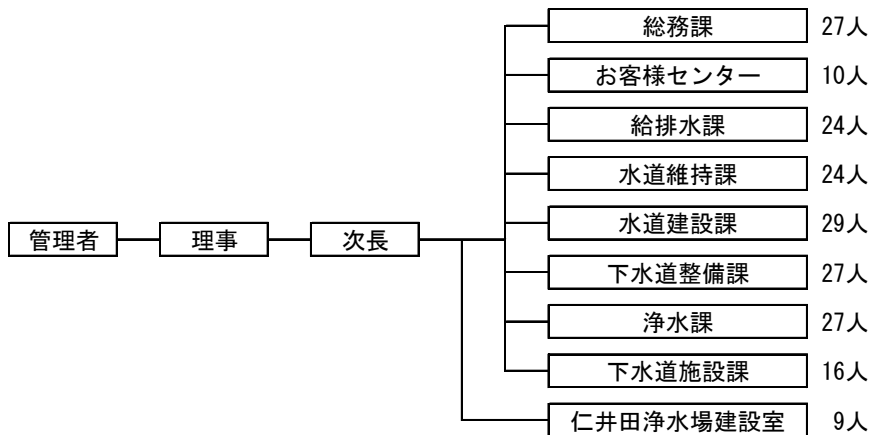 総務課 27人
お客様センター 10人
給排水課 24人
水道維持課 24人
水道建設課 29人
管理者 理事 次長
下水道整備課 27人
浄水課 27人
下水道施設課 16人
仁井田浄水場建設室 9人